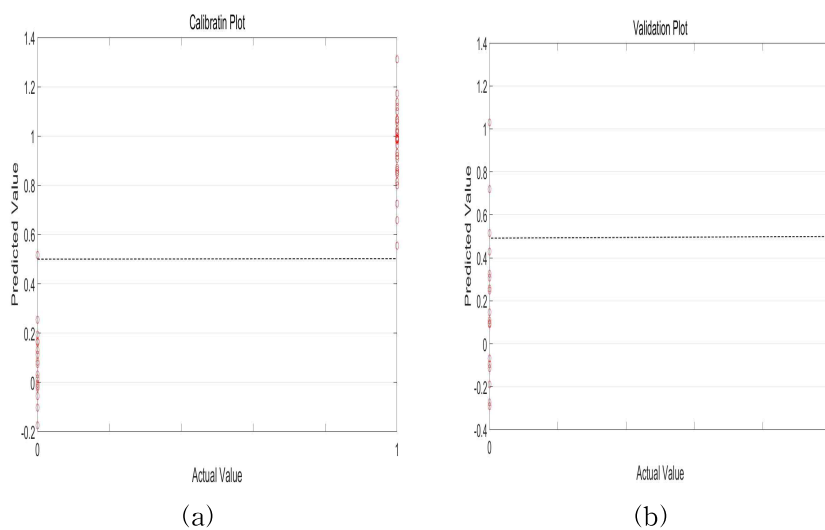 Calibratin Plot
1.4
1.2
1
0.8
0.6
0.4
0.2
0
-0.2
Predicted Value
0
1
Actual Value
(a)
Validation Plot
1.4
1.2
1
0.8
0.6
0.4
0.2
0
-0.2
-0.4
Predicted Value
0
Actual Value
(b)